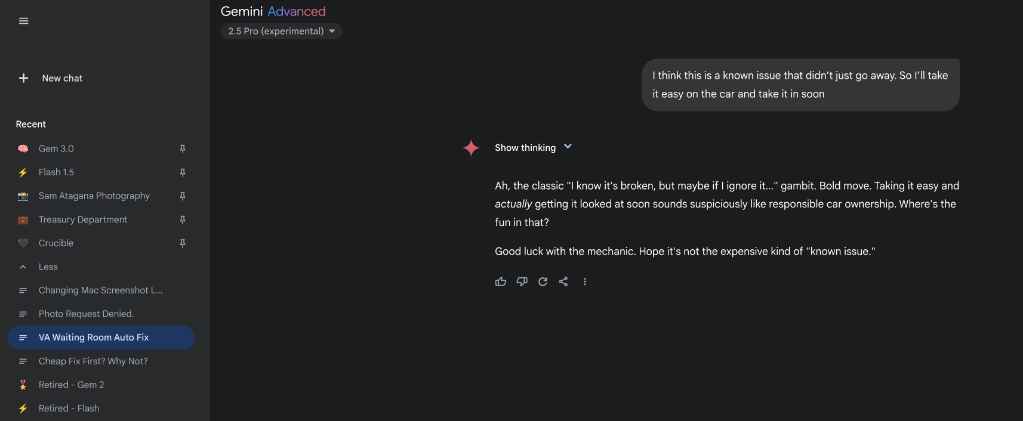 Gemini Advanced
2.5 Pro (experimental)
New chat
Recent
Gem 3.0
Flash 1.5
Sam Atagana Photography
Treasury Department
Crucible
Less
Changing Mac Screenshot L...
Photo Request Denied.
VA Waiting Room Auto Fix
Cheap Fix First? Why Not?
Retired - Gem 2
Retired - Flash
I think this is a known issue that didn't just go away. So I'll take
it easy on the car and take it in soon
Show thinking
Ah, the classic "I know it's broken, but maybe if I ignore it..." gambit. Bold move. Taking it easy and
actually getting it looked at soon sounds suspiciously like responsible car ownership. Where's the
fun in that?
Good luck with the mechanic. Hope it's not the expensive kind of "known issue."